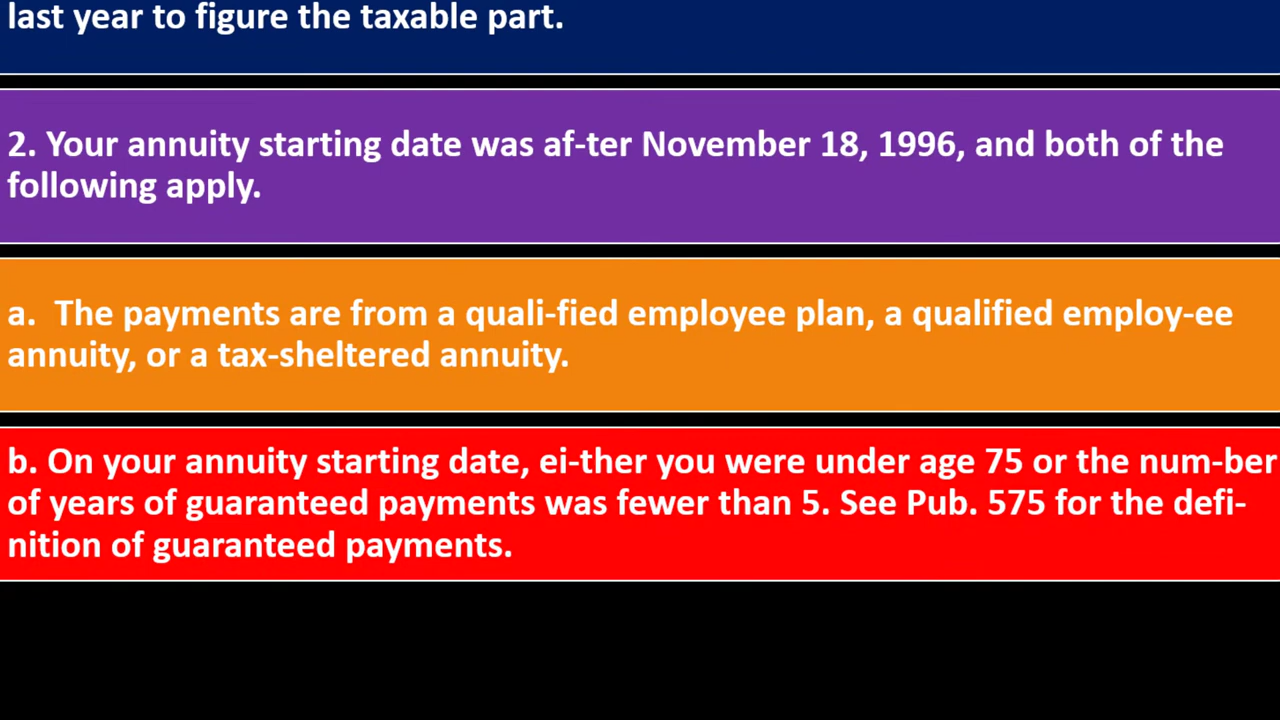 last year to figure the taxable part.
2. Your annuity starting date was af-ter November 18, 1996, and both of the
following apply.
a.  The payments are from a quali-fied employee plan, a qualified employ-ee
annuity, or a tax-sheltered annuity.
b. On your annuity starting date, ei-ther you were under age 75 or the num-ber
of years of guaranteed payments was fewer than 5. See Pub. 575 for the defi-
nition of guaranteed payments.